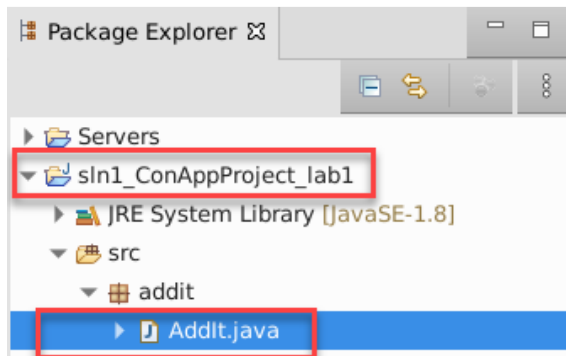 Package Explorer
Servers
sln1_ConAppProject_lab1
JRE System Library [JavaSE-1.8]
src
addit
AddIt.java